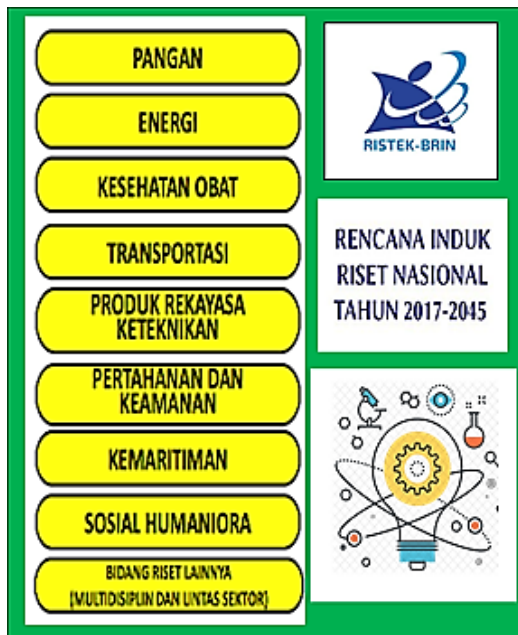 PANGAN
ENERGI
KESEHATAN OBAT
TRANSPORTASI
PRODUK REKAYASA
KETEKNIKAN
PERTAHANAN DAN
KEAMANAN
KEMARITIMAN
SOSIAL HUMANIORA
BIDANG RISET LAINNYA
(MULTIDISIPLIN DAN LINTAS SEKTOR)
RISTEK-BRIN
RENCANA INDUK
RISET NASIONAL
TAHUN 2017-2045